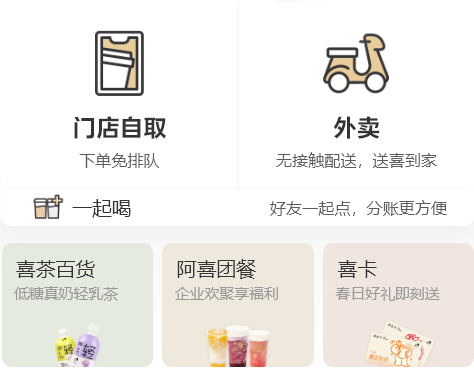 门店自取
外卖
下单免排队
无接触配送，送喜到家
一起喝
好友一起点，分账更方便
喜茶百货
阿喜团餐
喜卡
低糖真奶轻乳茶
企业欢聚享福利
春日好礼即刻送
轻
轻